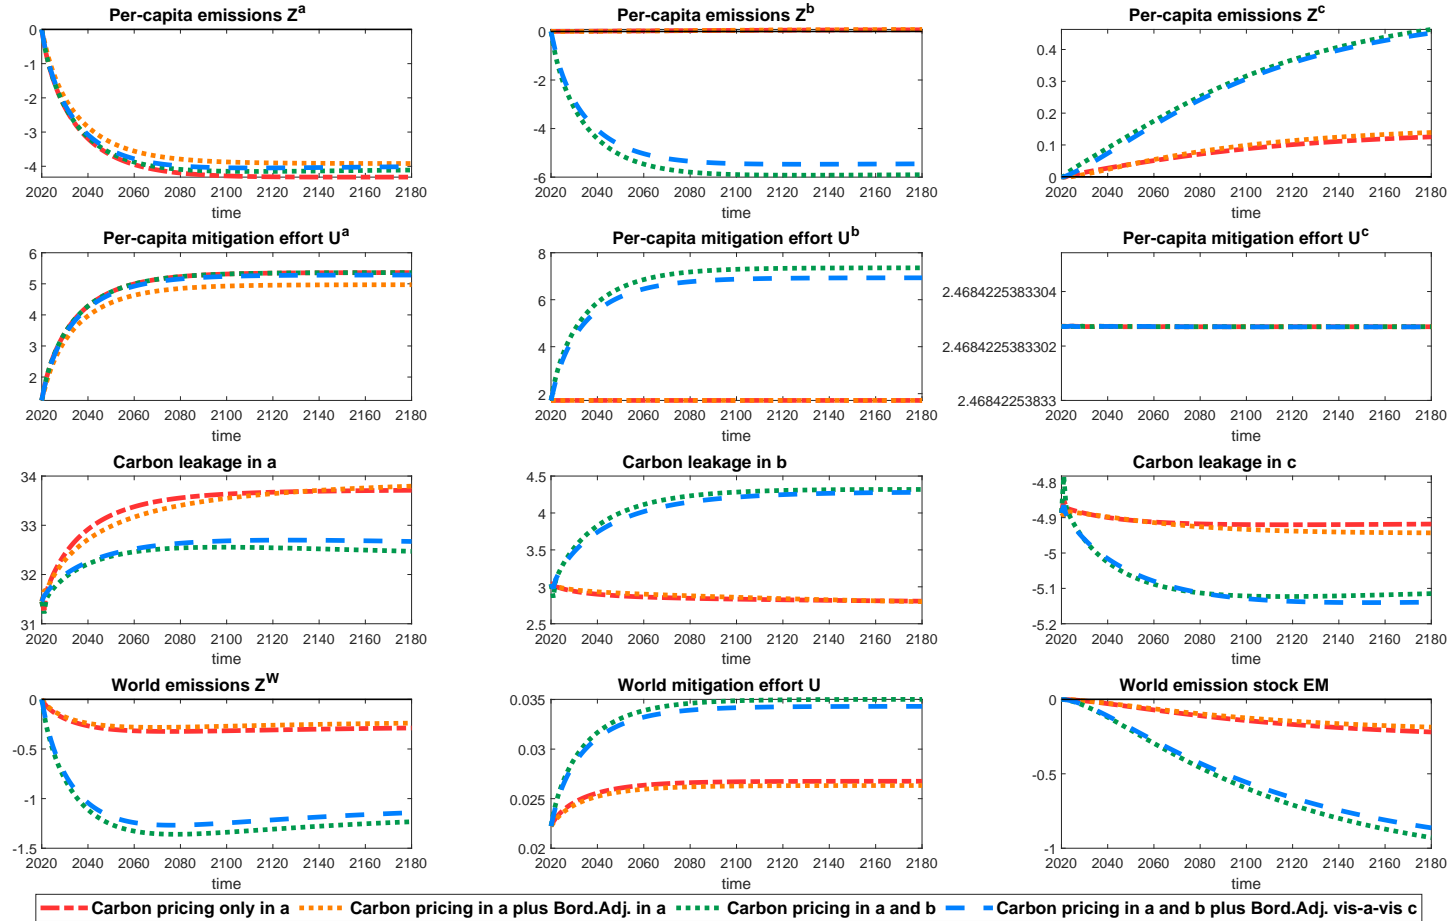 Per-capita emissions Z^a
0
-1
-2
-3
-4
2020 2040 2060 2080 2100 2120 2140 2160 2180
time
Per-capita emissions Z^b
0
-2
-4
-6
2020 2040 2060 2080 2100 2120 2140 2160 2180
time
Per-capita emissions Z^c
0.4
0.3
0.2
0.1
0
2020 2040 2060 2080 2100 2120 2140 2160 2180
time
Per-capita mitigation effort U^a
6
5
4
3
2
2020 2040 2060 2080 2100 2120 2140 2160 2180
time
Per-capita mitigation effort U^b
8
6
4
2
2020 2040 2060 2080 2100 2120 2140 2160 2180
time
Per-capita mitigation effort U^c
2.4684225383304
2.4684225383302
2.46842253833
2020 2040 2060 2080 2100 2120 2140 2160 2180
time
Carbon leakage in a
34
33
32
31
2020 2040 2060 2080 2100 2120 2140 2160 2180
time
Carbon leakage in b
4.5
4
3.5
3
2.5
2020 2040 2060 2080 2100 2120 2140 2160 2180
time
Carbon leakage in c
-4.8
-4.9
-5
-5.1
-5.2
2020 2040 2060 2080 2100 2120 2140 2160 2180
time
World emissions Z^W
0
-0.5
-1
-1.5
2020 2040 2060 2080 2100 2120 2140 2160 2180
World mitigation effort U
0.035
0.03
0.025
0.02
2020 2040 2060 2080 2100 2120 2140 2160 2180
World emission stock EM
0
-0.5
-1
2020 2040 2060 2080 2100 2120 2140 2160 2180
Carbon pricing only in a Carbon pricing in a plus Bord.Adj. in a Carbon pricing in a and b Carbon pricing in a and b plus Bord.Adj. vis-a-vis c